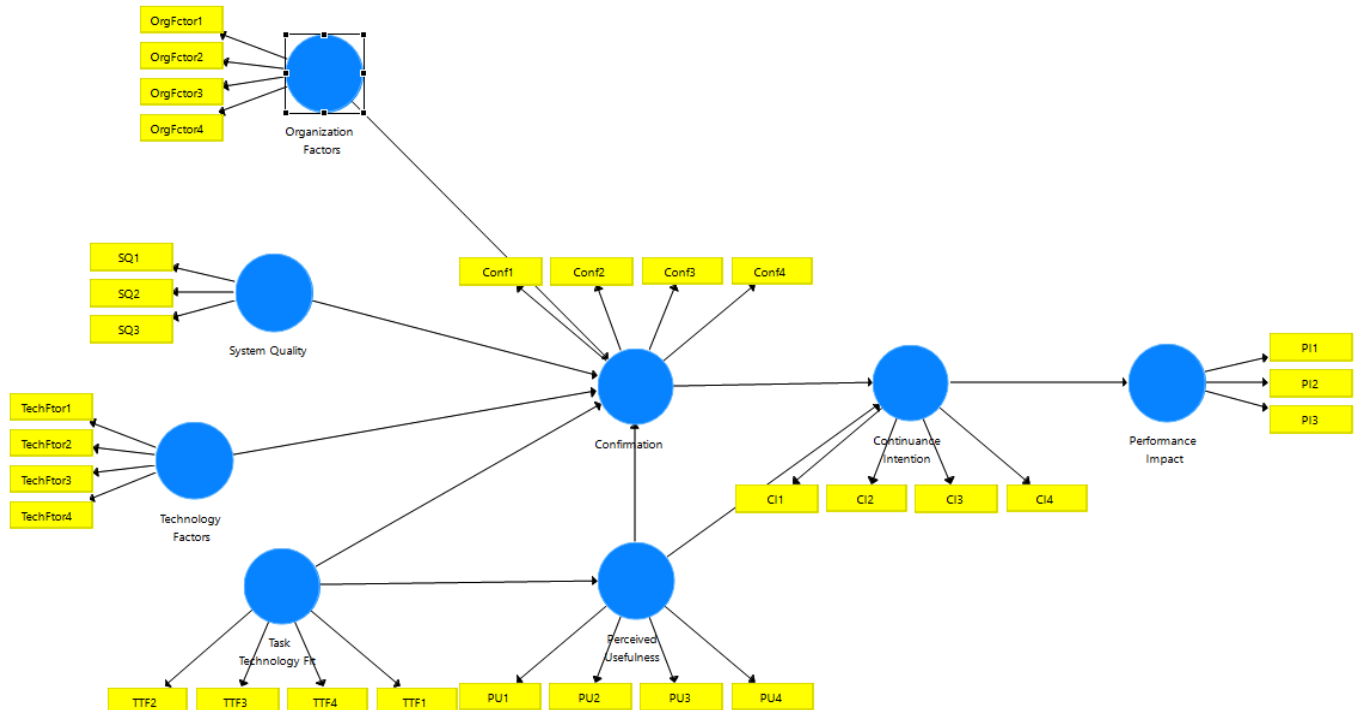 OrgFctor1
OrgFctor2
OrgFctor3
OrgFctor4
Organization
Factors
SQ1
SQ2
SQ3
System Quality
Conf1
Conf2
Conf3
Conf4
Confirmation
TechFtor1
TechFtor2
TechFtor3
TechFtor4
Technology
Factors
Continuance
Intention
CI1
CI2
CI3
CI4
Performance
Impact
PI1
PI2
PI3
Task
Technology Fit
TTF2
TTF3
TTF4
TTF1
Perceived
Usefulness
PU1
PU2
PU3
PU4